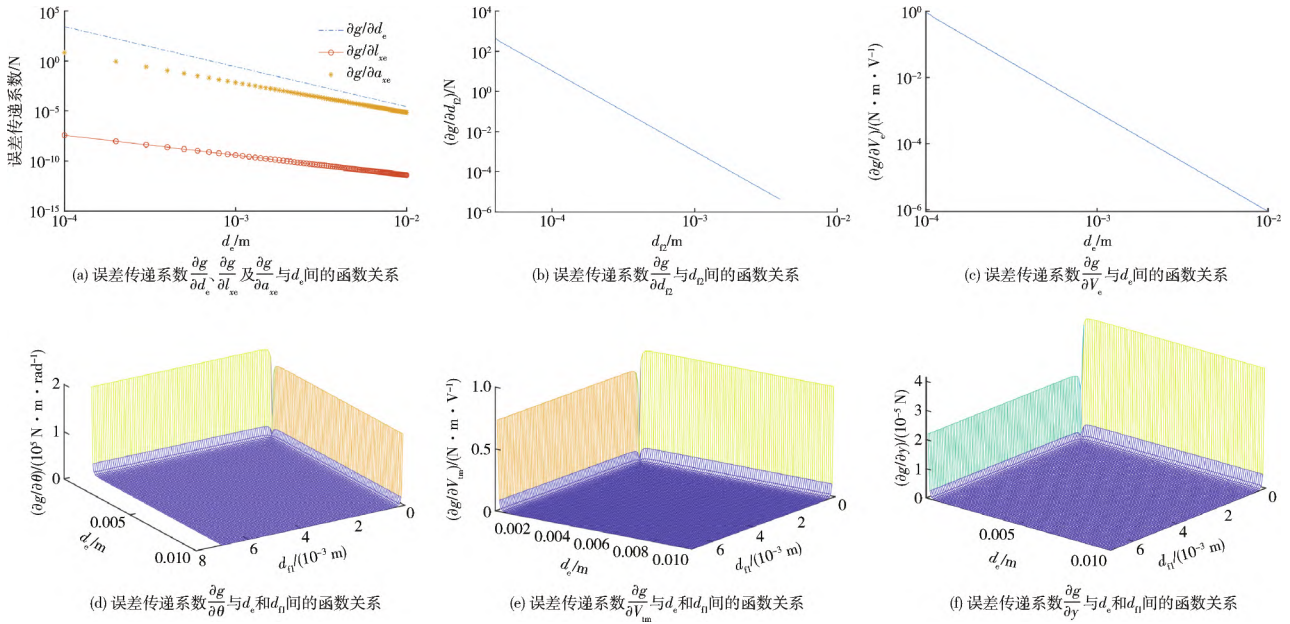 误差传递系数/N
10^5
10^0
10^-5
10^-10
10^-15
10^-4
10^-3
10^-2
d_e/m
∂g/∂d_e
∂g/∂l_xe
∂g/∂a_xe
(a) 误差传递系数∂g/∂d_e、∂g/∂l_xe及∂g/∂a_xe与d_e间的函数关系
(∂g/∂d_f2)/N
10^4
10^2
10^0
10^-2
10^-4
10^-6
10^-4
10^-3
10^-2
d_f2/m
(b) 误差传递系数∂g/∂d_f2与d_f2间的函数关系
(∂g/∂V_e)/(N·m·V^-1)
10^0
10^-2
10^-4
10^-6
10^-4
10^-3
10^-2
d_e/m
(c) 误差传递系数∂g/∂V_e与d_e间的函数关系
(∂g/∂θ)/(10^5 N·m·rad^-1)
2
1
0
0.005
0.010
d_e/m
8
6
4
2
0
d_f1/(10^-3 m)
(d) 误差传递系数∂g/∂θ与d_e和d_f1间的函数关系
(∂g/∂V_tm)/(N·m·V^-1)
1.0
0.5
0
0.002
0.004
0.006
0.008
0.010
d_e/m
6
4
2
0
d_f1/(10^-3 m)
(e) 误差传递系数∂g/∂V_tm与d_e和d_f1间的函数关系
(∂g/∂y)/(10^-5 N)
4
3
2
1
0
0.005
0.010
d_e/m
6
4
2
0
d_f1/(10^-3 m)
(f) 误差传递系数∂g/∂y与d_e和d_f1间的函数关系